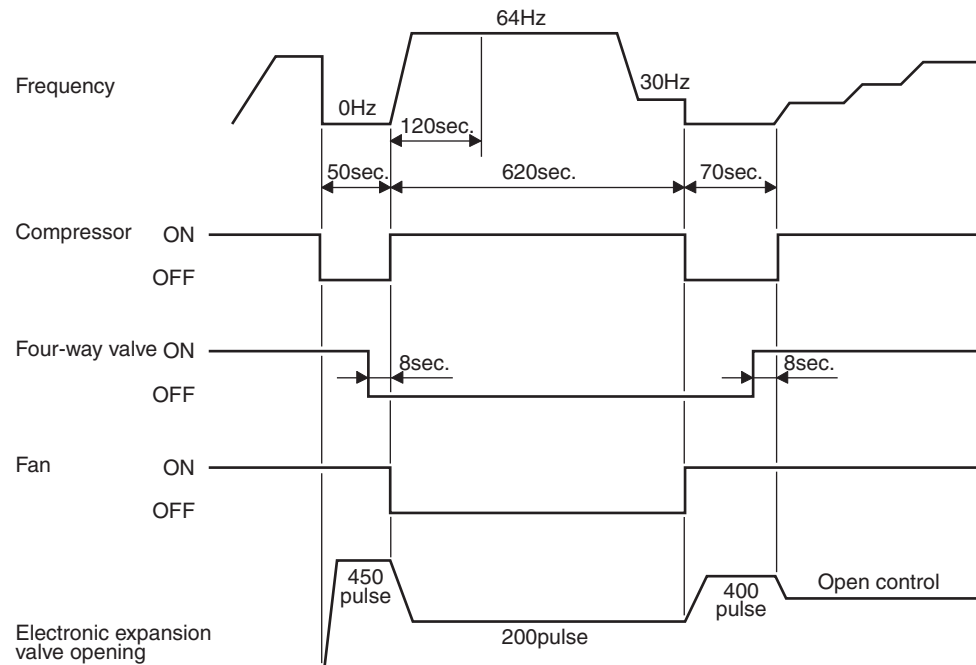 64Hz
Frequency
0Hz
30Hz
120sec.
50sec.
620sec.
70sec.
Compressor ON
OFF
Four-way valve ON
8sec.
8sec.
OFF
Fan ON
OFF
450
pulse
400
pulse
Open control
200pulse
Electronic expansion
valve opening